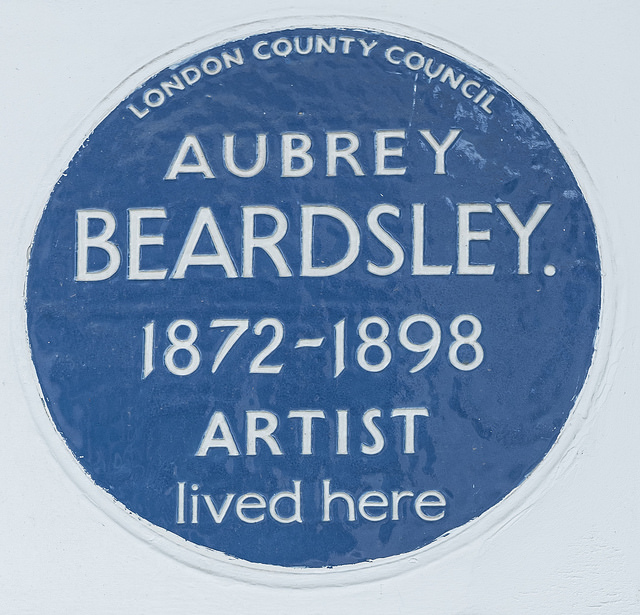 LONDON COUNTY COUNCIL
AUBREY
BEARDSLEY.
1872-1898
ARTIST
lived here